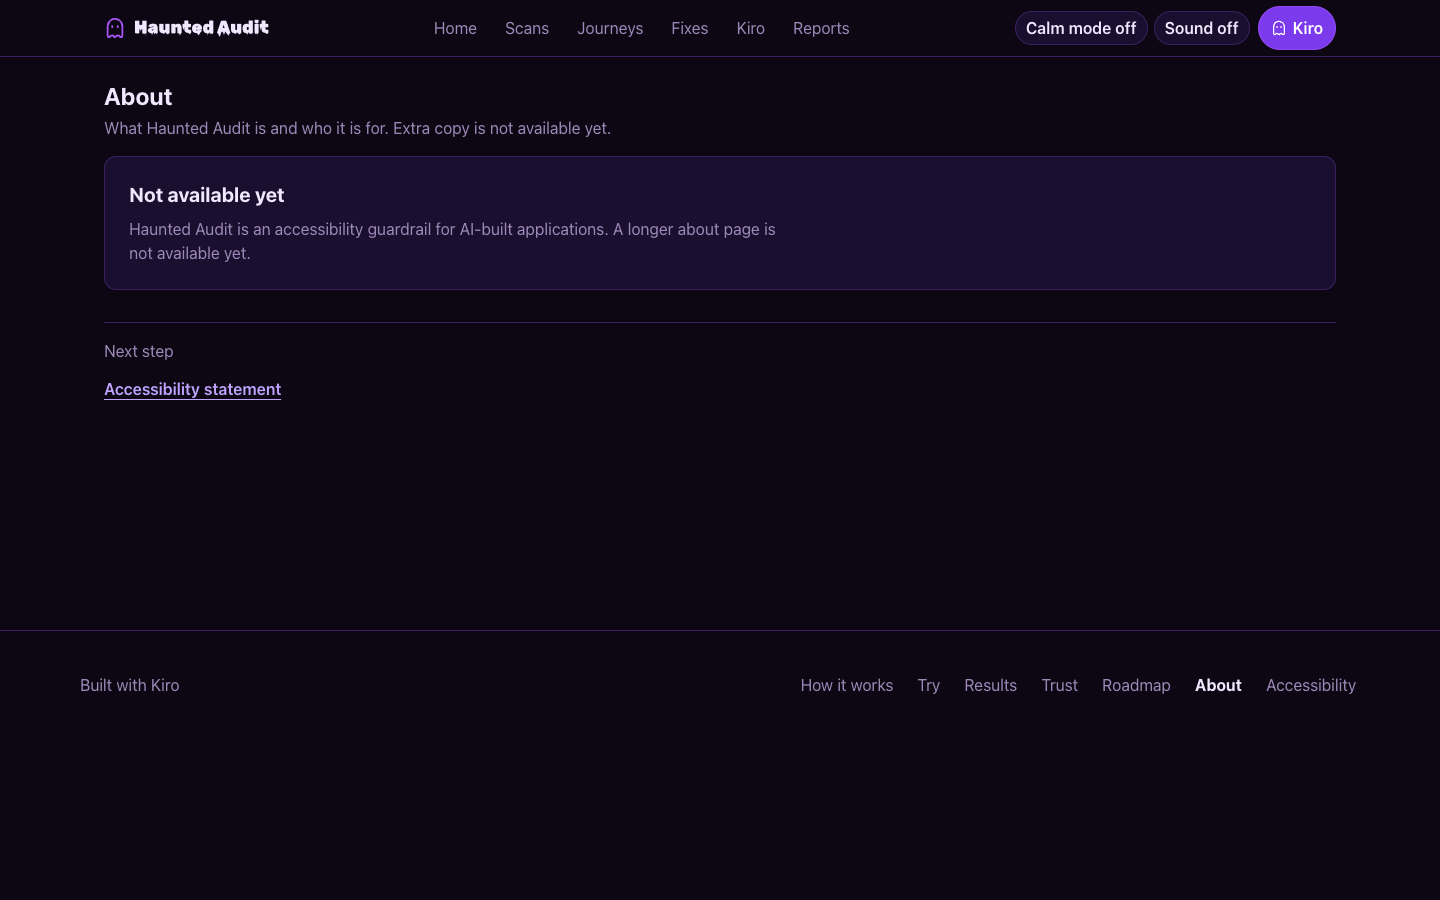 Haunted Audit
Home Scans Journeys Fixes Kiro Reports
Calm mode off Sound off Kiro
About
What Haunted Audit is and who it is for. Extra copy is not available yet.
Not available yet
Haunted Audit is an accessibility guardrail for AI-built applications. A longer about page is
not available yet.
Next step
Accessibility statement
Built with Kiro
How it works Try Results Trust Roadmap About Accessibility